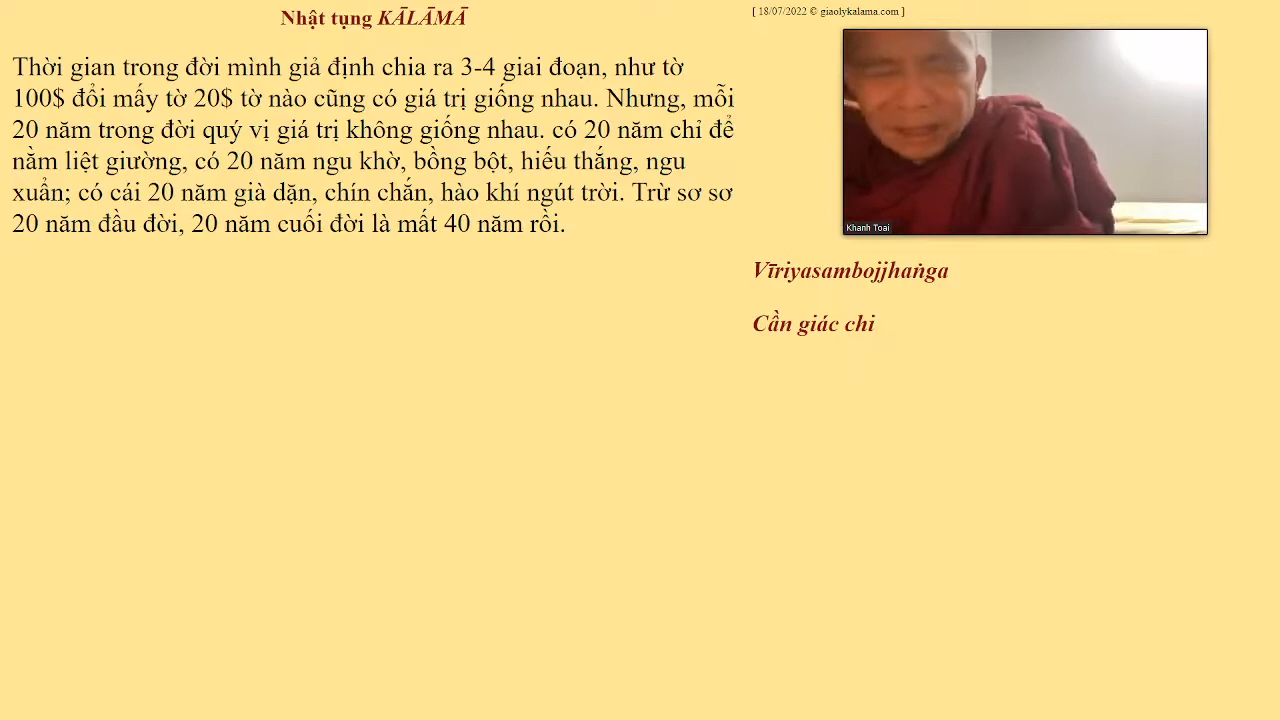 Nhật tụng KĀLĀMĀ
Thời gian trong đời mình giả định chia ra 3-4 giai đoạn, như tờ
100$ đổi mấy tờ 20$ tờ nào cũng có giá trị giống nhau. Nhưng, mỗi
20 năm trong đời quý vị giá trị không giống nhau. có 20 năm chỉ để
nằm liệt giường, có 20 năm ngu khờ, bồng bột, hiếu thắng, ngu
xuẩn; có cái 20 năm già dặn, chín chắn, hào khí ngút trời. Trừ sơ sơ
20 năm đầu đời, 20 năm cuối đời là mất 40 năm rồi.
[ 18/07/2022 © giaolykalama.com ]
Khanh Toai
Vīriyasambojjhaṅga
Cần giác chi